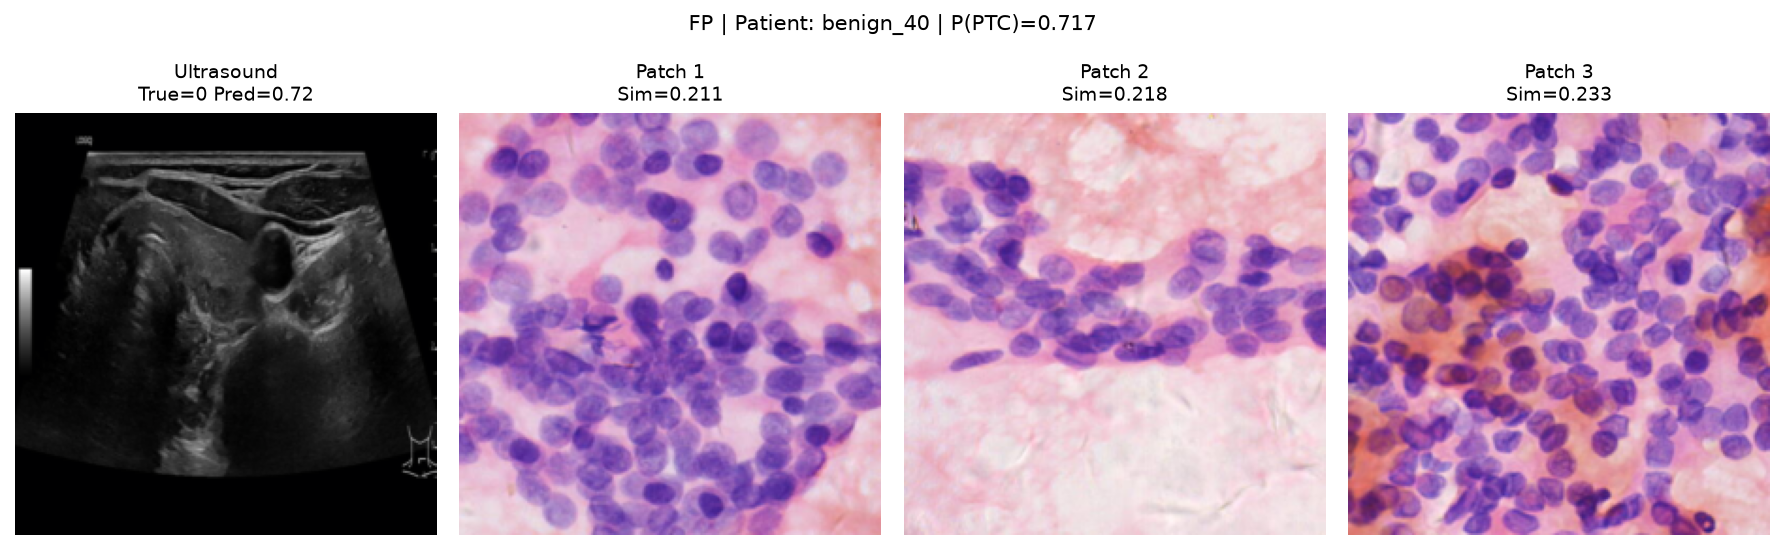 FP | Patient: benign_40 | P(PTC)=0.717
Ultrasound
True=0 Pred=0.72
Patch 1
Sim=0.211
Patch 2
Sim=0.218
Patch 3
Sim=0.233